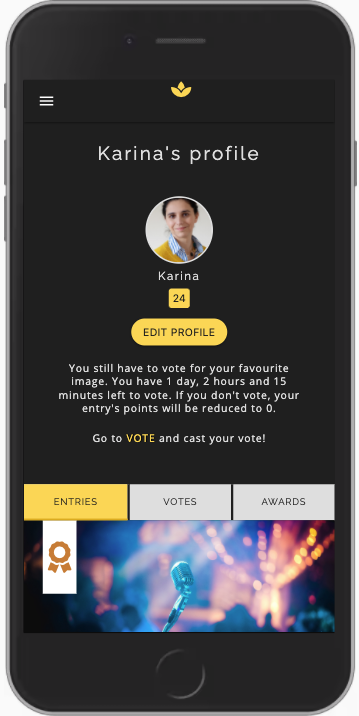 Karina's profile
Karina
24
EDIT PROFILE
You still have to vote for your favourite
image. You have 1 day, 2 hours and 15
minutes left to vote. If you don't vote, your
entry's points will be reduced to 0.
Go to VOTE and cast your vote!
ENTRIES VOTES AWARDS